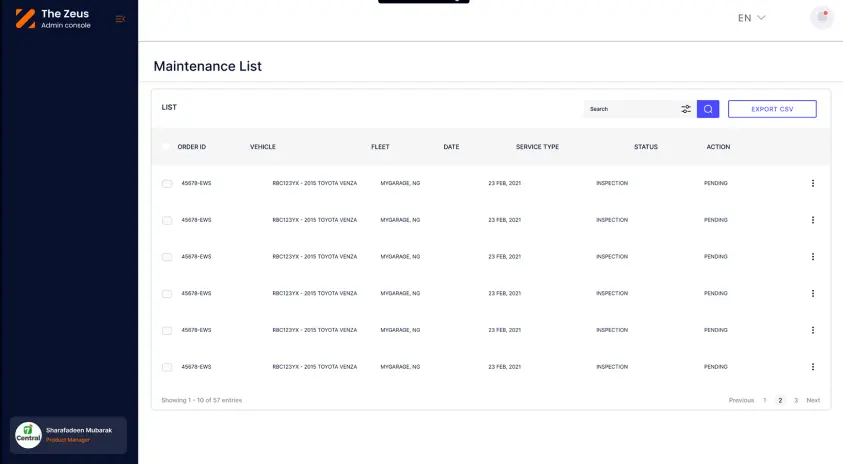 The Zeus
Admin console
EN
Maintenance List
LIST
Search
EXPORT CSV
ORDER ID VEHICLE FLEET DATE SERVICE TYPE STATUS ACTION
45678-EWS RBC123YX - 2015 TOYOTA VENZA MYGARAGE, NG 23 FEB, 2021 INSPECTION PENDING
45678-EWS RBC123YX - 2015 TOYOTA VENZA MYGARAGE, NG 23 FEB, 2021 INSPECTION PENDING
45678-EWS RBC123YX - 2015 TOYOTA VENZA MYGARAGE, NG 23 FEB, 2021 INSPECTION PENDING
45678-EWS RBC123YX - 2015 TOYOTA VENZA MYGARAGE, NG 23 FEB, 2021 INSPECTION PENDING
45678-EWS RBC123YX - 2015 TOYOTA VENZA MYGARAGE, NG 23 FEB, 2021 INSPECTION PENDING
45678-EWS RBC123YX - 2015 TOYOTA VENZA MYGARAGE, NG 23 FEB, 2021 INSPECTION PENDING
Showing 1 - 10 of 57 entries
Previous 1 2 3 Next
Central
Sharafadeen Mubarak
Product Manager